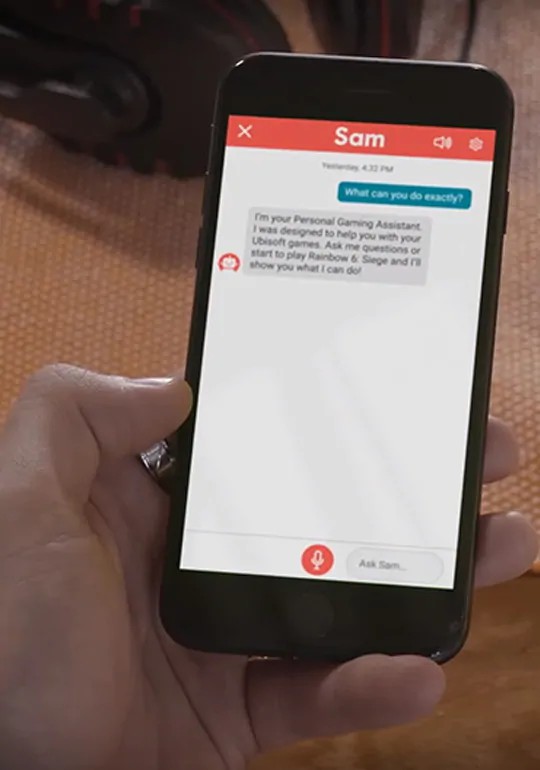 Sam
Yesterday, 4:32 PM
What can you do exactly?
I'm your Personal Gaming Assistant.
I was designed to help you with your
Ubisoft games. Ask me questions or
start to play Rainbow 6: Siege and I'll
show you what I can do!
Ask Sam...